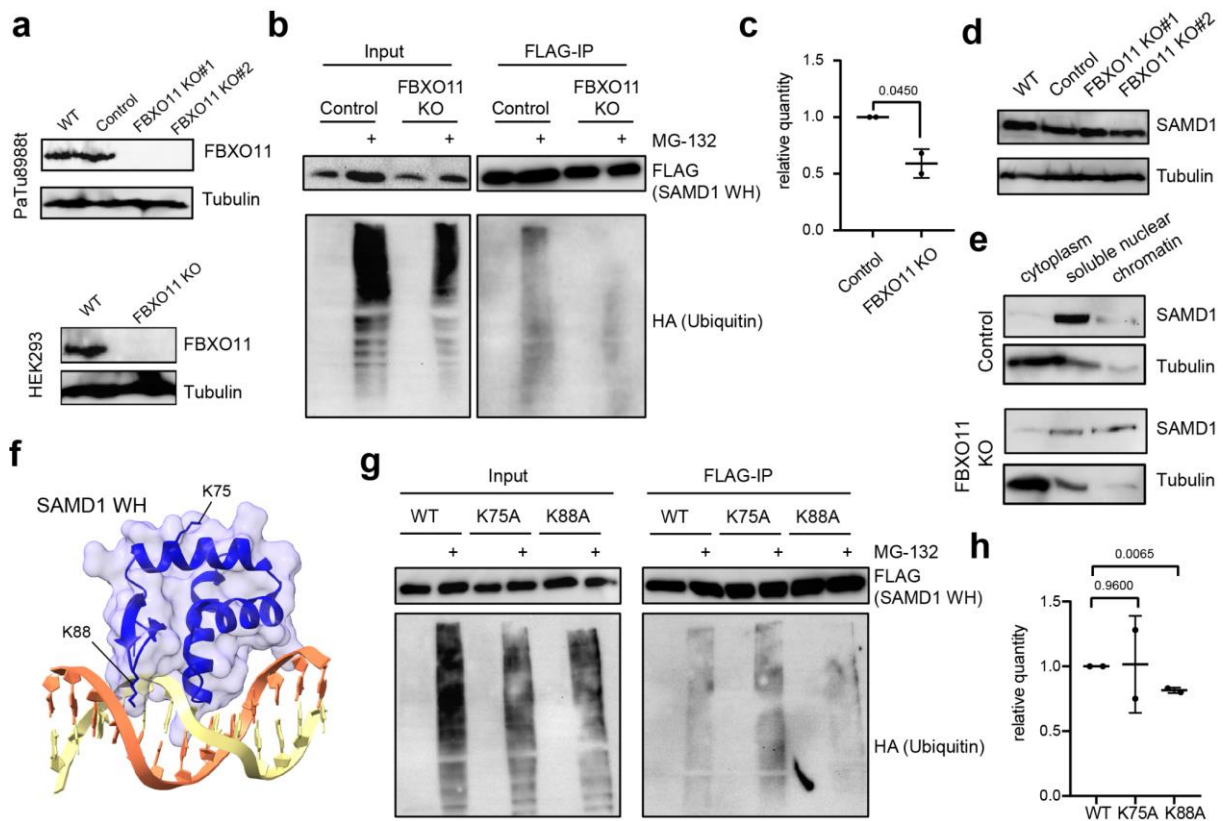 a
WT
Control
FBXO11 KO#1
FBXO11 KO#2
PaTu8988t
FBXO11
Tubulin
WT
FBXO11 KO
HEK293
FBXO11
Tubulin
b
Input
FLAG-IP
Control
FBXO11
KO
Control
FBXO11
KO
+ + + + MG-132
FLAG
(SAMD1 WH)
HA (Ubiquitin)
c
relative quantity
1.5
1.0
0.5
0.0
0.0450
Control
FBXO11 KO
d
WT
Control
FBXO11 KO#1
FBXO11 KO#2
SAMD1
Tubulin
e
cytoplasm
soluble nuclear
chromatin
Control
SAMD1
Tubulin
FBXO11
KO
SAMD1
Tubulin
f
SAMD1 WH
K75
K88
g
Input
FLAG-IP
WT K75A K88A
WT K75A K88A
+ + + + + + MG-132
FLAG
(SAMD1 WH)
HA (Ubiquitin)
h
relative quantity
0.0065
0.9600
1.5
1.0
0.5
0.0
WT K75A K88A